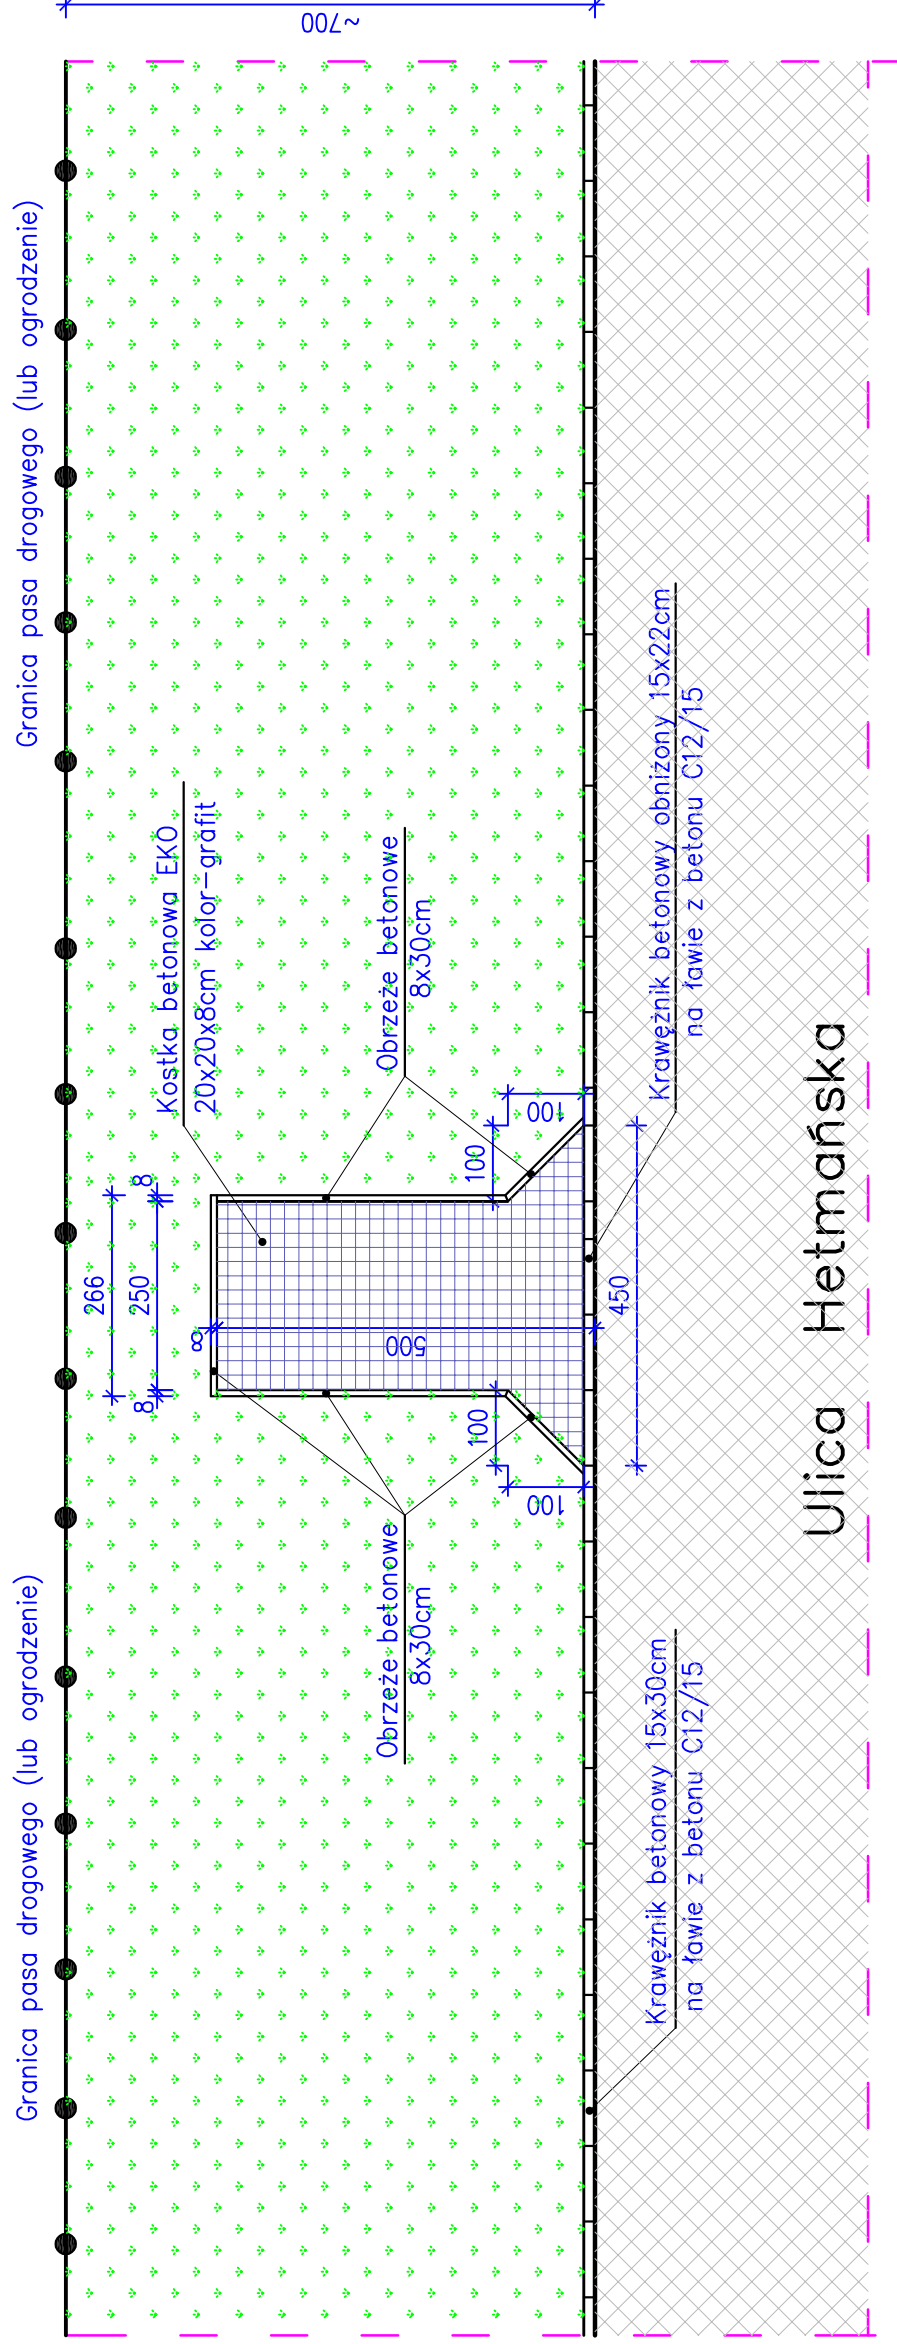 Granica pasa drogowego (lub ogrodzenie)
Granica pasa drogowego (lub ogrodzenie)
~700
266
8
250
8
Kostka betonowa EKO
20x20x8cm kolor-grafit
8
500
Obrzeże betonowe
8x30cm
Obrzeże betonowe
8x30cm
100
100
100
100
450
Krawężnik betonowy 15x30cm
na ławie z betonu C12/15
Krawężnik betonowy obniżony 15x22cm
na ławie z betonu C12/15
Ulica Hetmańska